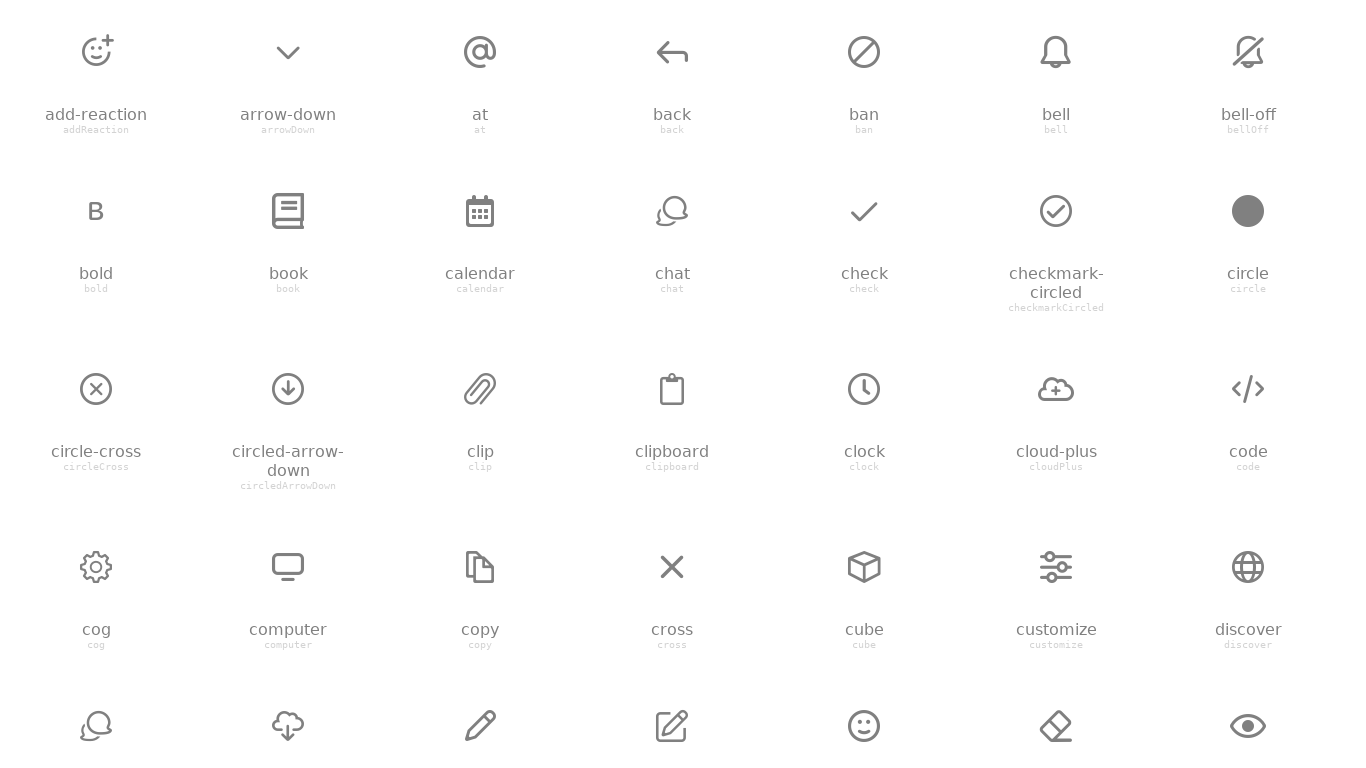 add-reaction
addReaction
arrow-down
arrowDown
at
at
back
back
ban
ban
bell
bell
bell-off
bellOff
B
bold
bold
book
book
calendar
calendar
chat
chat
check
check
checkmark-
circled
checkmarkCircled
circle
circle
circle-cross
circleCross
circled-arrow-
down
circledArrowDown
clip
clip
clipboard
clipboard
clock
clock
cloud-plus
cloudPlus
code
code
cog
cog
computer
computer
copy
copy
cross
cross
cube
cube
customize
customize
discover
discover